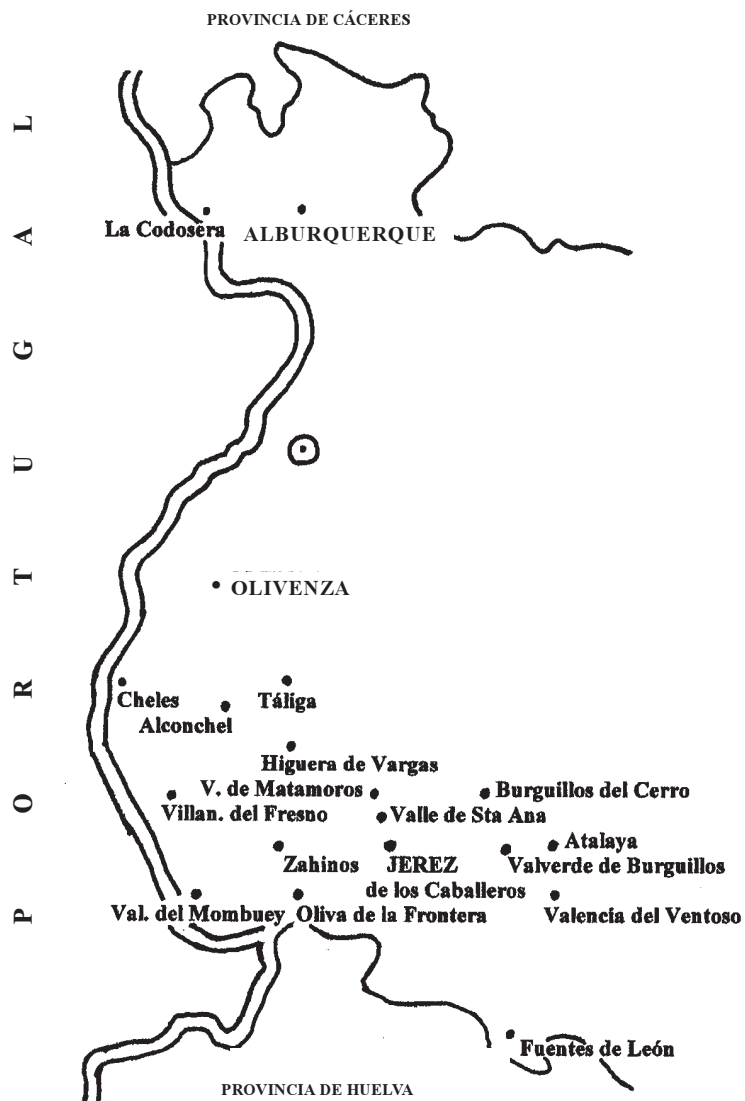 PROVINCIA DE CÁCERES
P O R T U G A L
La Codosera
ALBURQUERQUE
OLIVENZA
Cheles
Táliga
Alconchel
Higuera de Vargas
V. de Matamoros
Burguillos del Cerro
Villan. del Fresno
Valle de Sta Ana
Atalaya
Zahinos
JEREZ
de los Caballeros
Valverde de Burguillos
Val. del Mombuey
Oliva de la Frontera
Valencia del Ventoso
Fuentes de León
PROVINCIA DE HUELVA